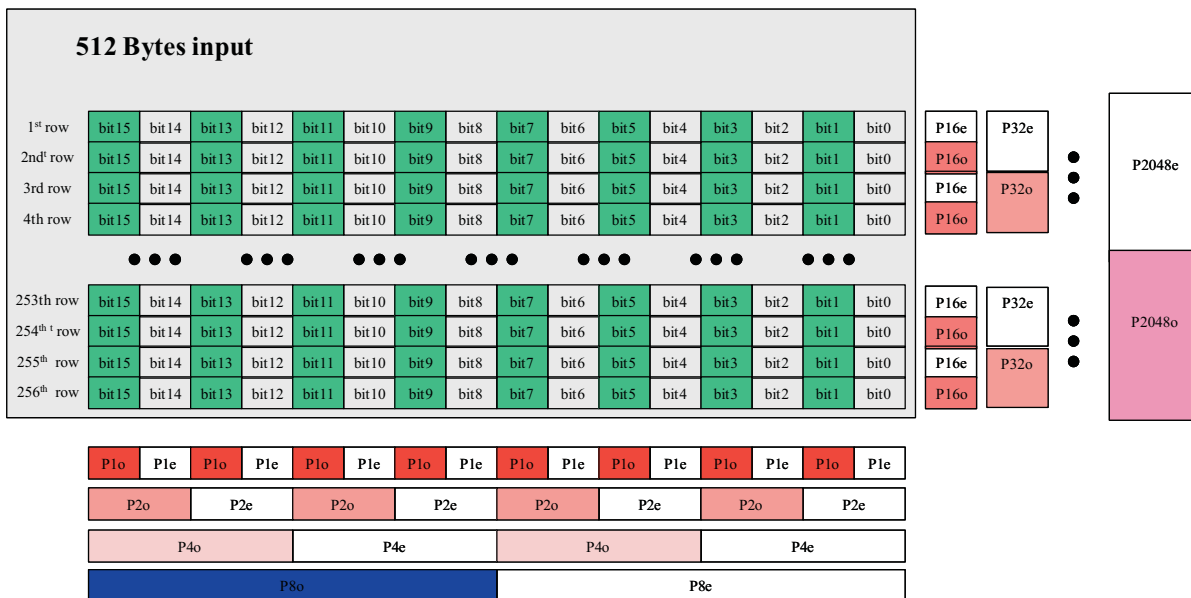 512 Bytes input
1st row bit15 bit14 bit13 bit12 bit11 bit10 bit9 bit8 bit7 bit6 bit5 bit4 bit3 bit2 bit1 bit0 P16e P32e
2ndt row bit15 bit14 bit13 bit12 bit11 bit10 bit9 bit8 bit7 bit6 bit5 bit4 bit3 bit2 bit1 bit0 P16o P2048e
3rd row bit15 bit14 bit13 bit12 bit11 bit10 bit9 bit8 bit7 bit6 bit5 bit4 bit3 bit2 bit1 bit0 P16e P32o
4th row bit15 bit14 bit13 bit12 bit11 bit10 bit9 bit8 bit7 bit6 bit5 bit4 bit3 bit2 bit1 bit0 P16o
253th row bit15 bit14 bit13 bit12 bit11 bit10 bit9 bit8 bit7 bit6 bit5 bit4 bit3 bit2 bit1 bit0 P16e P32e
254th t row bit15 bit14 bit13 bit12 bit11 bit10 bit9 bit8 bit7 bit6 bit5 bit4 bit3 bit2 bit1 bit0 P16o P2048o
255th row bit15 bit14 bit13 bit12 bit11 bit10 bit9 bit8 bit7 bit6 bit5 bit4 bit3 bit2 bit1 bit0 P16e P32o
256th row bit15 bit14 bit13 bit12 bit11 bit10 bit9 bit8 bit7 bit6 bit5 bit4 bit3 bit2 bit1 bit0 P16o
P1o P1e P1o P1e P1o P1e P1o P1e P1o P1e P1o P1e P1o P1e P1o P1e
P2o P2e P2o P2e P2o P2e P2o P2e
P4o P4e P4o P4e
P8o P8e